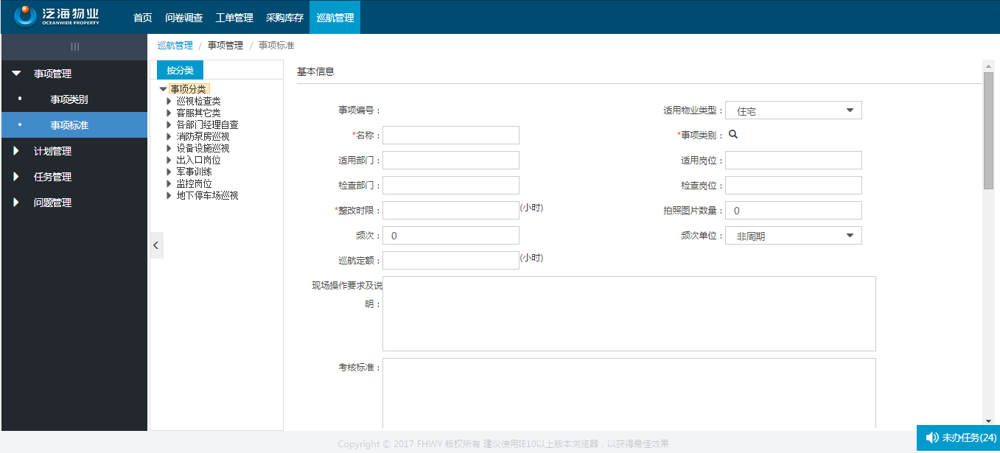 泛海物业
OCEANWIDE PROPERTY
首页 问卷调查 工单管理 采购库存 巡航管理
巡航管理 / 事项管理 / 事项标准
事项管理
事项类别
事项标准
计划管理
任务管理
问题管理
按分类
事项分类
巡视检查类
客服其它类
各部门经理自查
消防泵房巡视
设备设施巡视
出入口岗位
军事训练
监控岗位
地下停车场巡视
基本信息
事项编号： 适用物业类型： 住宅
*名称： *事项类别：
适用部门： 适用岗位：
检查部门： 检查岗位：
*整改时限： (小时) 拍照图片数量： 0
频次： 0 频次单位： 非周期
巡航定额： (小时)
现场操作要求及说
明：
考核标准：
Copyright © 2017 FHWY 版权所有 建议使用IE10以上版本浏览器，以获得最佳效果
未办任务(24)